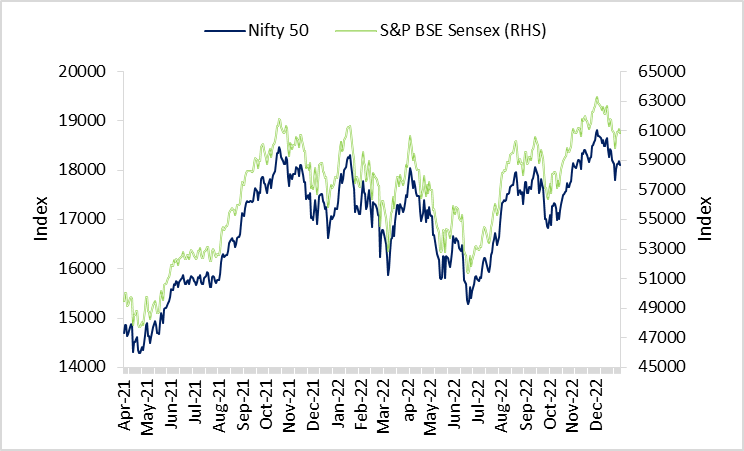 Nifty 50 S&P BSE Sensex (RHS)
20000 65000
19000 63000
18000 61000
17000 59000
16000 57000
15000 55000
14000 53000
51000
49000
47000
45000
Index
Index
Apr-21 May-21 Jun-21 Jul-21 Aug-21 Sep-21 Oct-21 Nov-21 Dec-21 Jan-22 Feb-22 Mar-22 ap-22 May-22 Jun-22 Jul-22 Aug-22 Sep-22 Oct-22 Nov-22 Dec-22